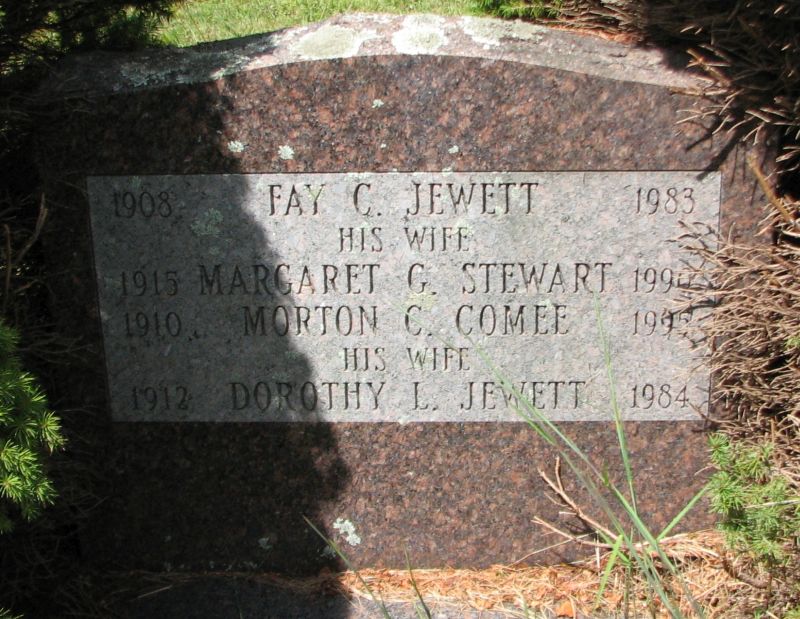 1908 FAY C. JEWETT 1983
HIS WIFE
1915 MARGARET G. STEWART
1910 MORTON C. COMEE
HIS WIFE
1912 DOROTHY L. JEWETT 1984